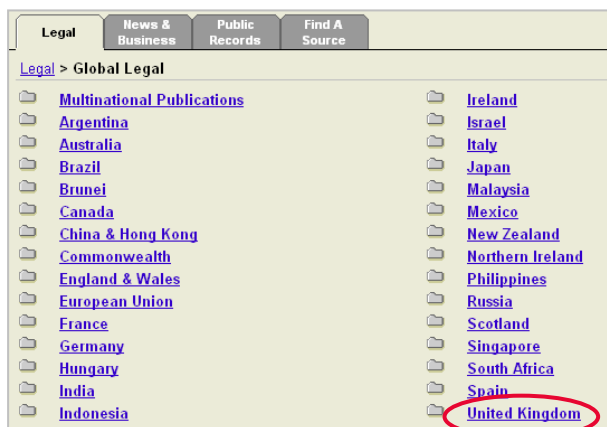 Legal
News & Business
Public Records
Find A Source
Legal > Global Legal
Multinational Publications
Argentina
Australia
Brazil
Brunei
Canada
China & Hong Kong
Commonwealth
England & Wales
European Union
France
Germany
Hungary
India
Indonesia
Ireland
Israel
Italy
Japan
Malaysia
Mexico
New Zealand
Northern Ireland
Philippines
Russia
Scotland
Singapore
South Africa
Spain
United Kingdom